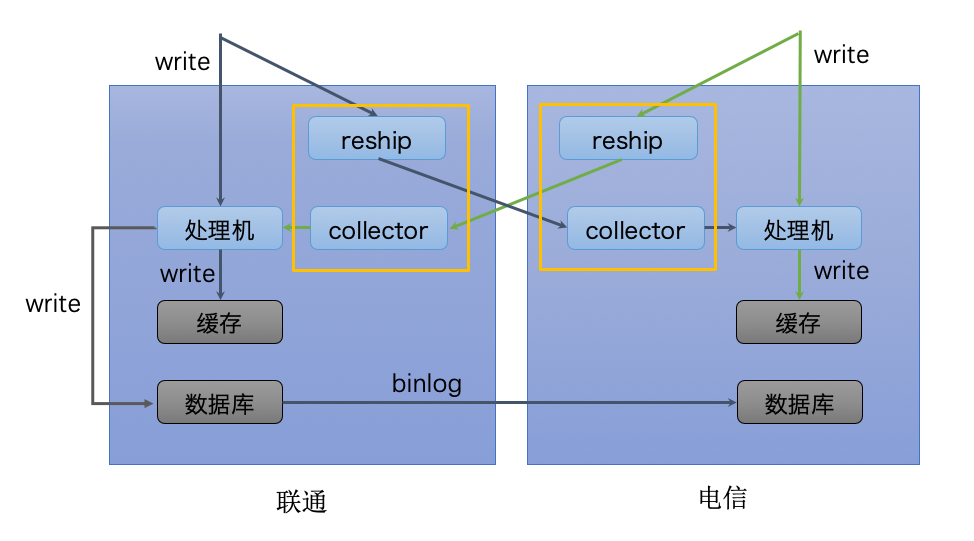 write
write
reship
reship
处理机
collector
collector
处理机
write
write
write
缓存
缓存
binlog
数据库
数据库
联通
电信